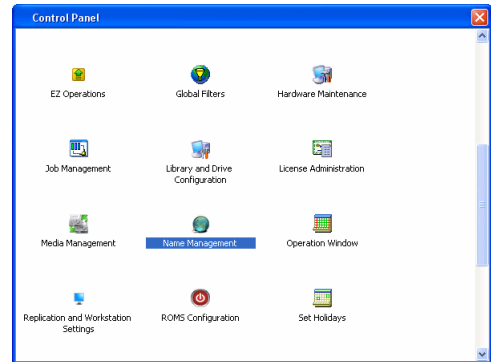 Control Panel
EZ Operations
Global Filters
Hardware Maintenance
Job Management
Library and Drive
Configuration
License Administration
Media Management
Name Management
Operation Window
Replication and Workstation
Settings
ROMS Configuration
Set Holidays